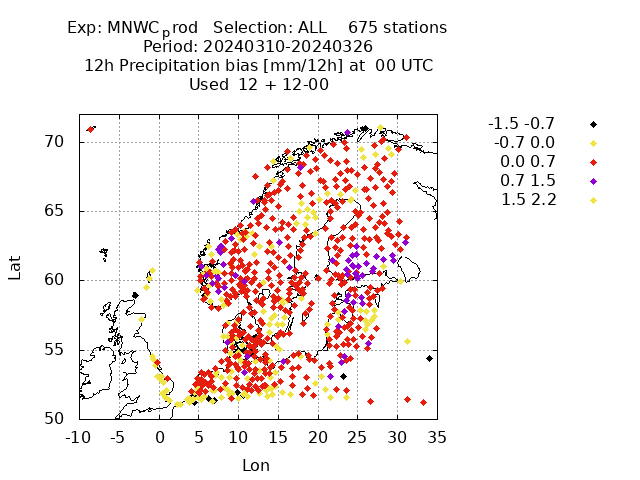 Exp: MNWCprod Selection: ALL 675 stations
Period: 20240310-20240326
12h Precipitation bias [mm/12h] at 00 UTC
Used 12 + 12-00
-1.5 -0.7
-0.7 0.0
0.0 0.7
0.7 1.5
1.5 2.2
70
65
60
55
50
Lat
-10 -5 0 5 10 15 20 25 30 35
Lon